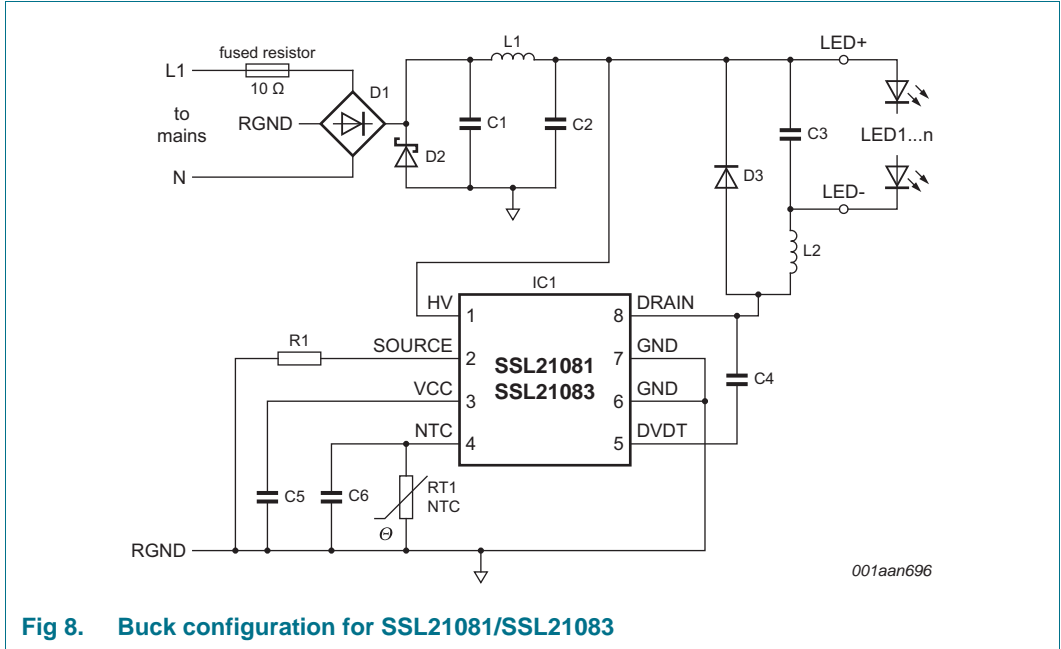 L1
fused resistor
10 Ω
to
mains
N
RGND
D1
D2
C1
L1
C2
LED+
LED1...n
LED-
C3
D3
L2
IC1
HV
1
SOURCE
2
VCC
3
NTC
4
SSL21081
SSL21083
DRAIN
8
GND
7
GND
6
DVDT
5
R1
C4
C5
C6
RT1
NTC
Θ
RGND
001aan696
Fig 8. Buck configuration for SSL21081/SSL21083